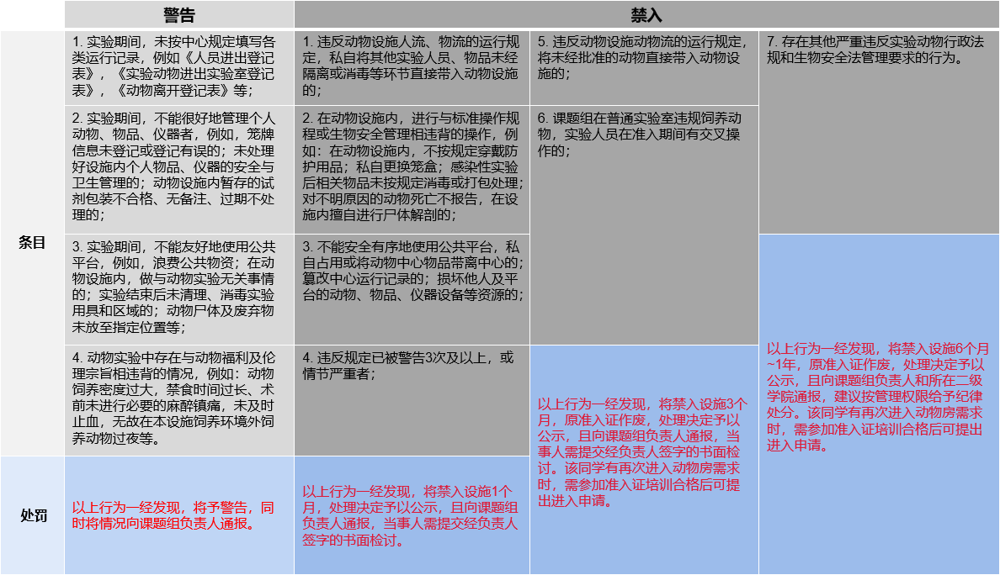 警告
禁入
条目
1. 实验期间，未按中心规定填写各
类运行记录，例如《人员进出登记
表》，《实验动物进出实验室登记
表》，《动物离开登记表》等；
2. 实验期间，不能很好地管理个人
动物、物品、仪器者，例如，笼牌
信息未登记或登记有误的；未处理
好设施内个人物品、仪器的安全与
卫生管理的；动物设施内暂存的试
剂包装不合格、无备注、过期不处
理的；
3. 实验期间，不能友好地使用公共
平台，例如，浪费公共物资；在动
物设施内，做与动物实验无关事情
的；实验结束后未清理、消毒实验
用具和区域的；动物尸体及废弃物
未放至指定位置等；
4. 动物实验中存在与动物福利及伦
理宗旨相违背的情况，例如：动物
饲养密度过大，禁食时间过长、术
前未进行必要的麻醉镇痛，未及时
止血，无故在本设施饲养环境外饲
养动物过夜等。
1. 违反动物设施人流、物流的运行规
定，私自将其他实验人员、物品未经
隔离或消毒等环节直接带入动物设施
的；
2. 在动物设施内，进行与标准操作规
程或生物安全管理相违背的操作，例
如：在动物设施内，不按规定穿戴防
护用品；私自更换笼盒；感染性实验
后相关物品未按规定消毒或打包处理；
对不明原因的动物死亡不报告，在设
施内擅自进行尸体解剖的；
3. 不能安全有序地使用公共平台，私
自占用或将动物中心物品带离中心的；
篡改中心运行记录的；损坏他人及平
台的动物、物品、仪器设备等资源的；
4. 违反规定已被警告3次及以上，或
情节严重者；
5. 违反动物设施动物流的运行规定，
将未经批准的动物直接带入动物设
施的；
6. 课题组在普通实验室违规饲养动
物，实验人员在准入期间有交叉操
作的；
7. 存在其他严重违反实验动物行政法
规和生物安全法管理要求的行为。
处罚
以上行为一经发现，将予警告，同
时将情况向课题组负责人通报。
以上行为一经发现，将禁入设施1个
月，处理决定予以公示，且向课题组
负责人通报，当事人需提交经负责人
签字的书面检讨。
以上行为一经发现，将禁入设施3个
月，原准入证作废，处理决定予以
公示，且向课题组负责人通报，当
事人需提交经负责人签字的书面检
讨。该同学有再次进入动物房需求
时，需参加准入证培训合格后可提
出进入申请。
以上行为一经发现，将禁入设施6个月
~1年，原准入证作废，处理决定予以
公示，且向课题组负责人和所在二级
学院通报，建议按管理权限给予纪律
处分。该同学有再次进入动物房需求
时，需参加准入证培训合格后可提出
进入申请。